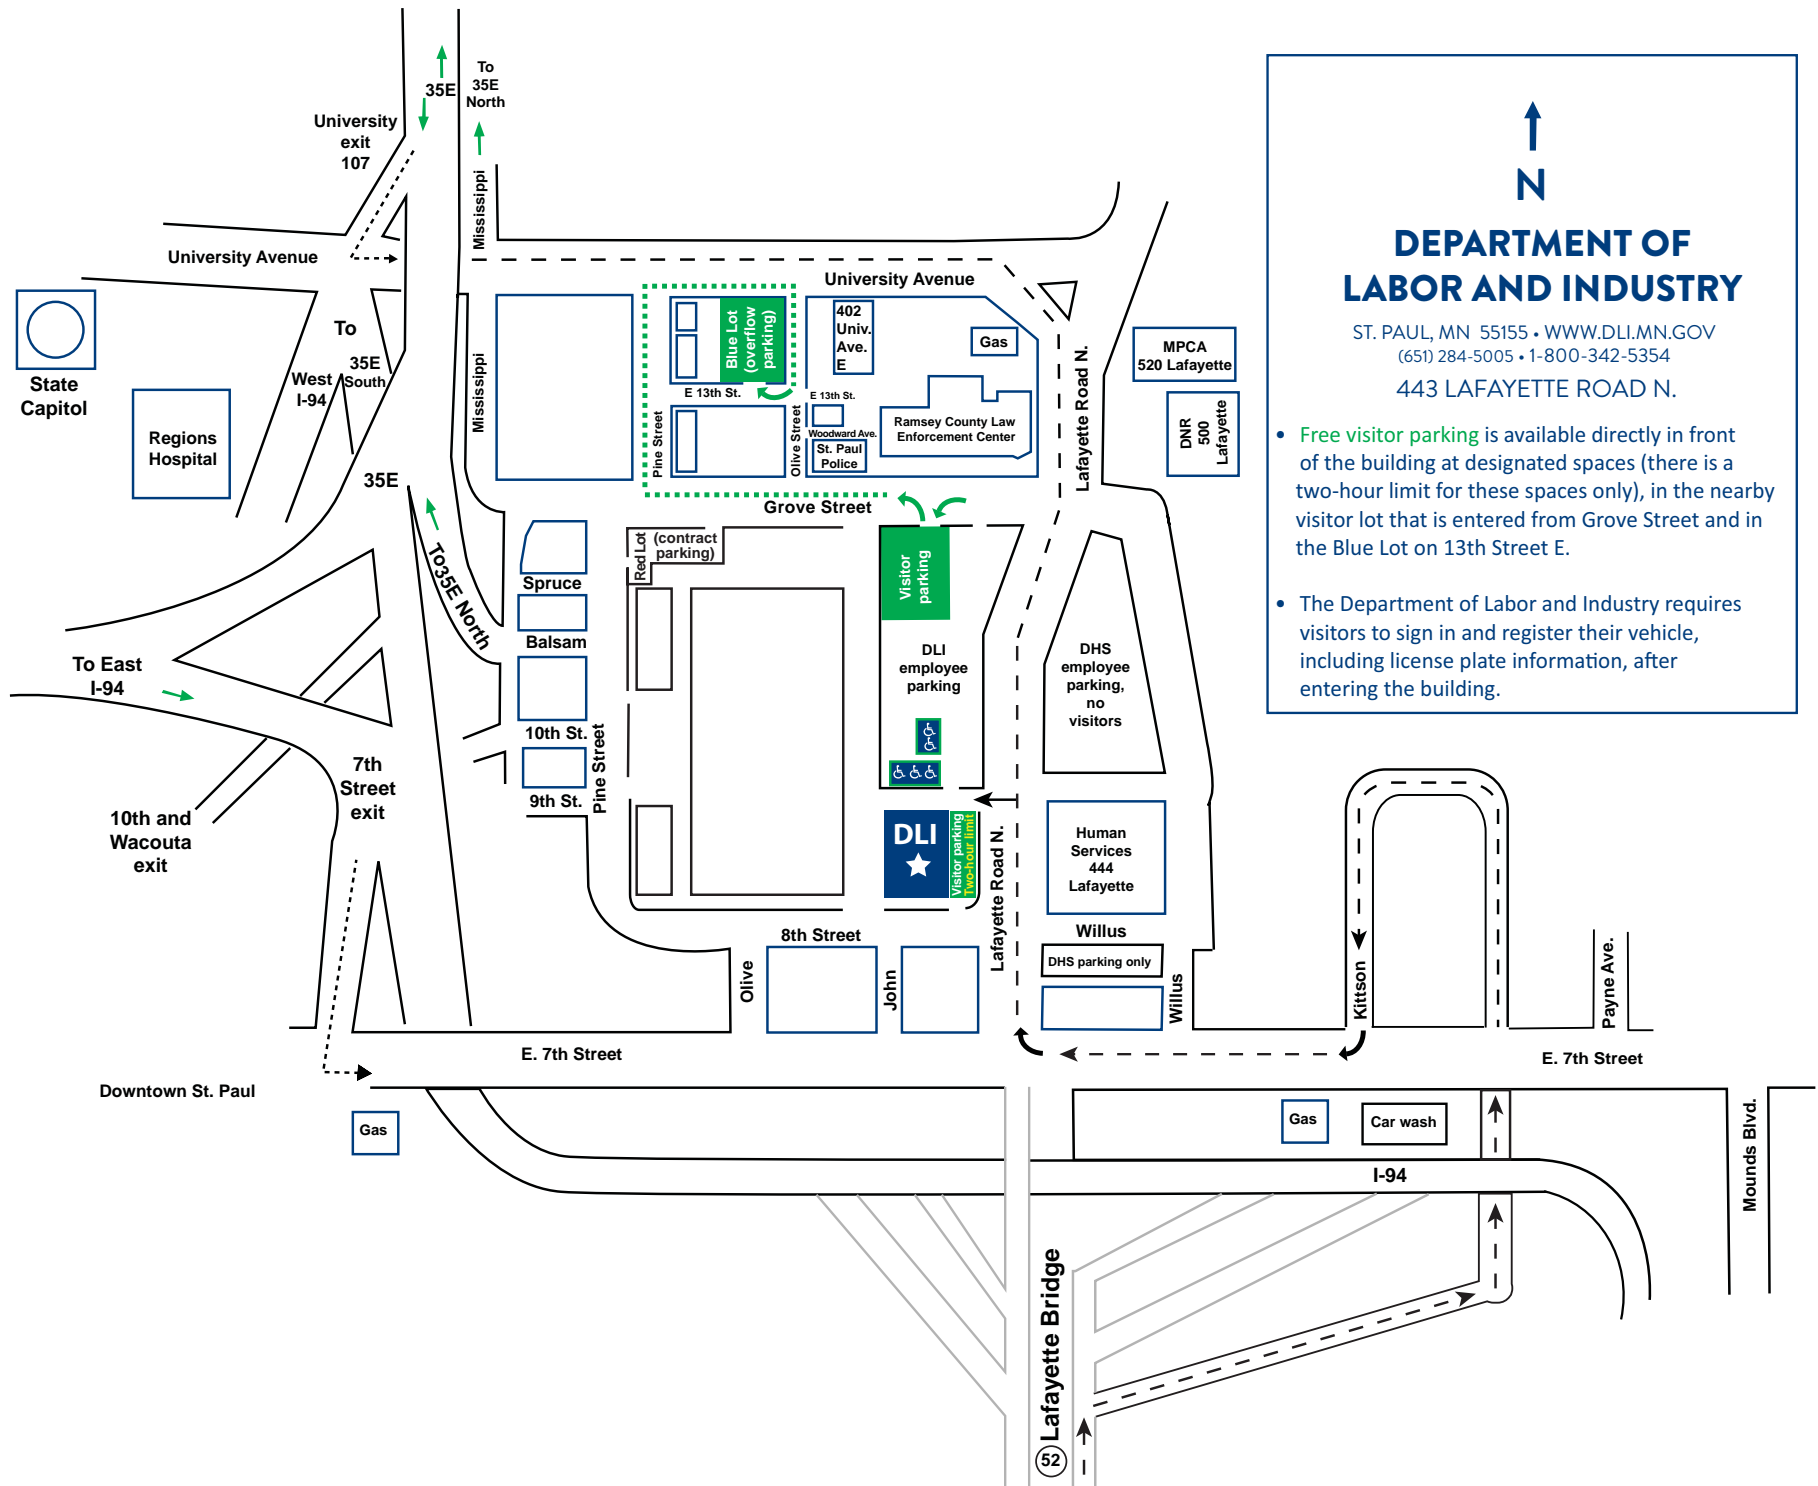 35E
To
35E
North
University
exit
107
Mississippi
University Avenue
University Avenue
State
Capitol
Regions
Hospital
To
35E
South
West
I-94
Mississippi
Blue Lot
(overflow
parking)
402
Univ.
Ave.
E
Gas
E 13th St.
E 13th St.
Pine Street
Olive Street
Woodward Ave.
St. Paul
Police
Ramsey County Law
Enforcement Center
Lafayette Road N.
MPCA
520 Lafayette
DNR
500
Lafayette
N
DEPARTMENT OF
LABOR AND INDUSTRY
ST. PAUL, MN 55155 • WWW.DLI.MN.GOV
(651) 284-5005 • 1-800-342-5354
443 LAFAYETTE ROAD N.
• Free visitor parking is available directly in front
of the building at designated spaces (there is a
two-hour limit for these spaces only), in the nearby
visitor lot that is entered from Grove Street and in
the Blue Lot on 13th Street E.
• The Department of Labor and Industry requires
visitors to sign in and register their vehicle,
including license plate information, after
entering the building.
35E
Grove Street
To35E North
Red Lot
(contract
parking)
Visitor
parking
Spruce
Balsam
10th St.
9th St.
Pine Street
To East
I-94
DLI
employee
parking
DHS
employee
parking,
no
visitors
7th
Street
exit
10th and
Wacouta
exit
DLI
Visitor parking
Two-hour limit
Lafayette Road N.
Human
Services
444
Lafayette
8th Street
Willus
DHS parking only
Olive
John
Willus
Kittson
Payne Ave.
E. 7th Street
E. 7th Street
Downtown St. Paul
Gas
Gas
Car wash
I-94
Mounds Blvd.
Lafayette Bridge
52